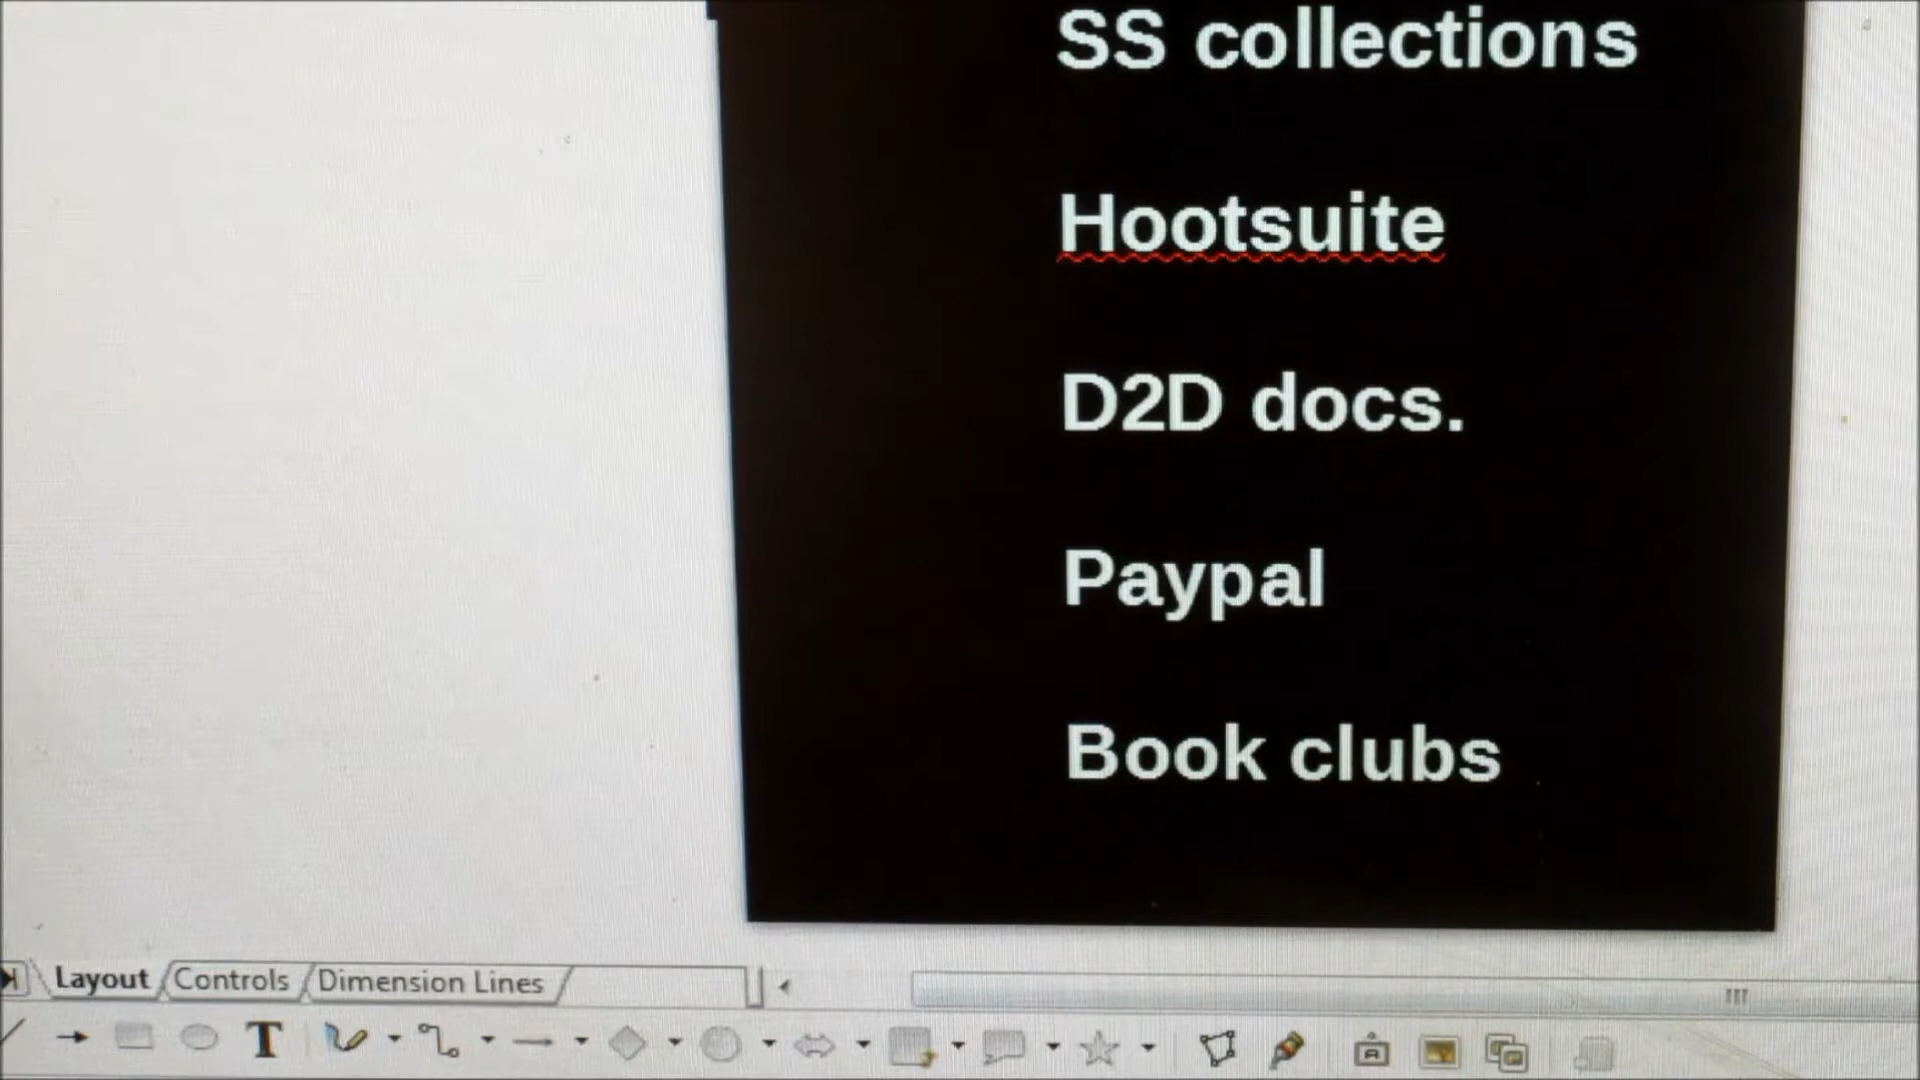 SS collections
Hootsuite
D2D docs.
Paypal
Book clubs
Layout Controls Dimension Lines
T
A